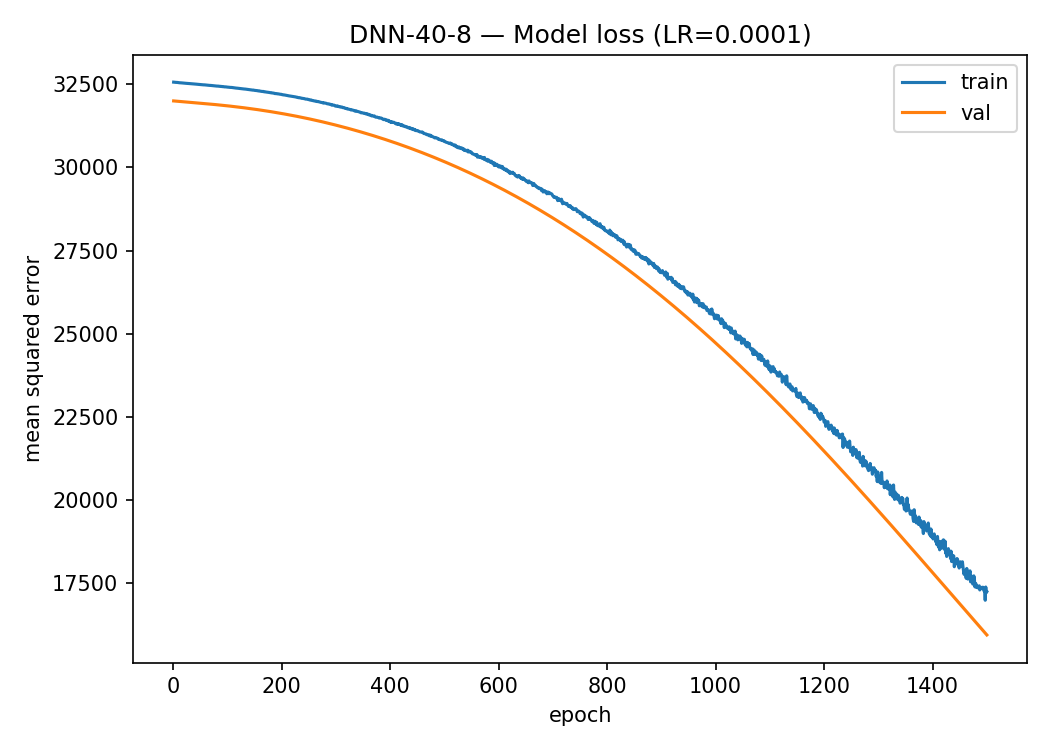 DNN-40-8 — Model loss (LR=0.0001)
train
val
32500
30000
27500
25000
22500
20000
17500
mean squared error
0 200 400 600 800 1000 1200 1400
epoch